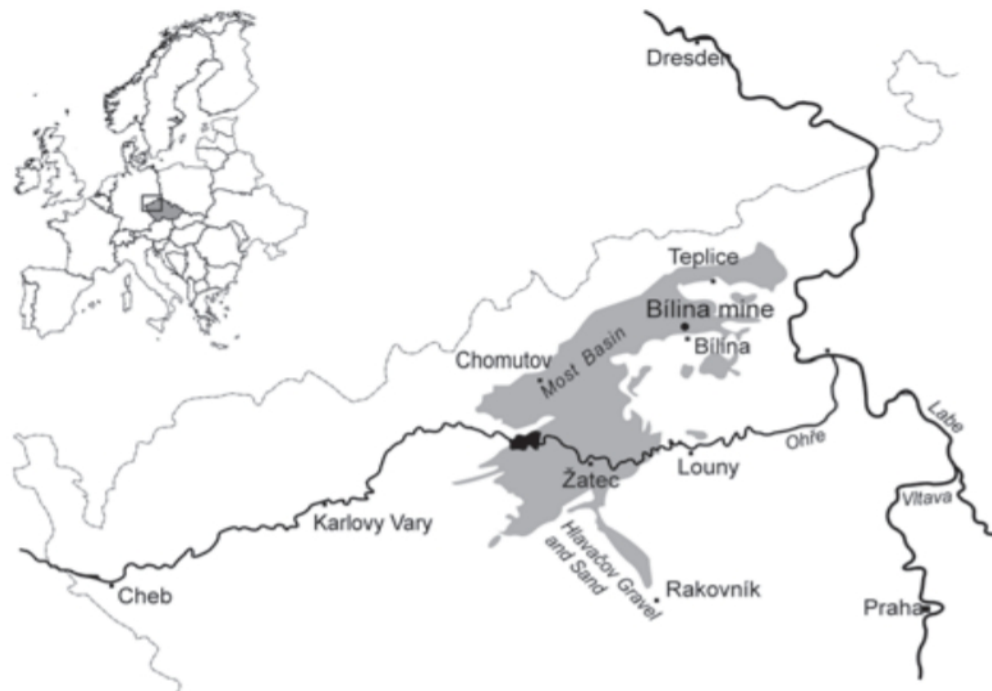 Dresden
Teplice
Bílina mine
Bílina
Chomutov
Most Basin
Labe
Ohře
Louny
Žatec
Vltava
Karlovy Vary
Hlavačov Gravel
and Sand
Cheb
Rakovník
Praha